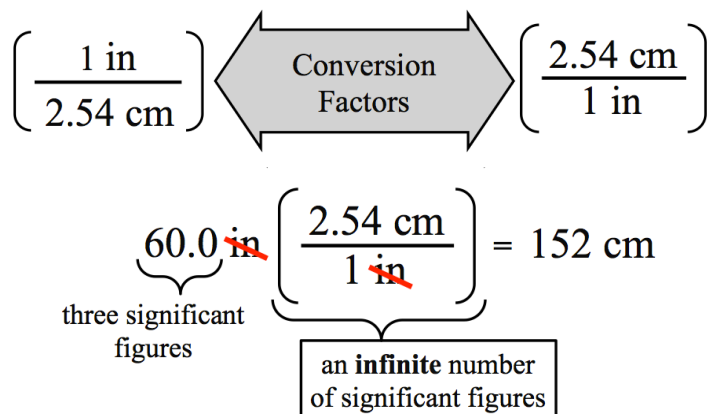 1 in
2.54 cm
Conversion
Factors
2.54 cm
1 in
60.0 in
2.54 cm
1 in
= 152 cm
three significant
figures
an infinite number
of significant figures